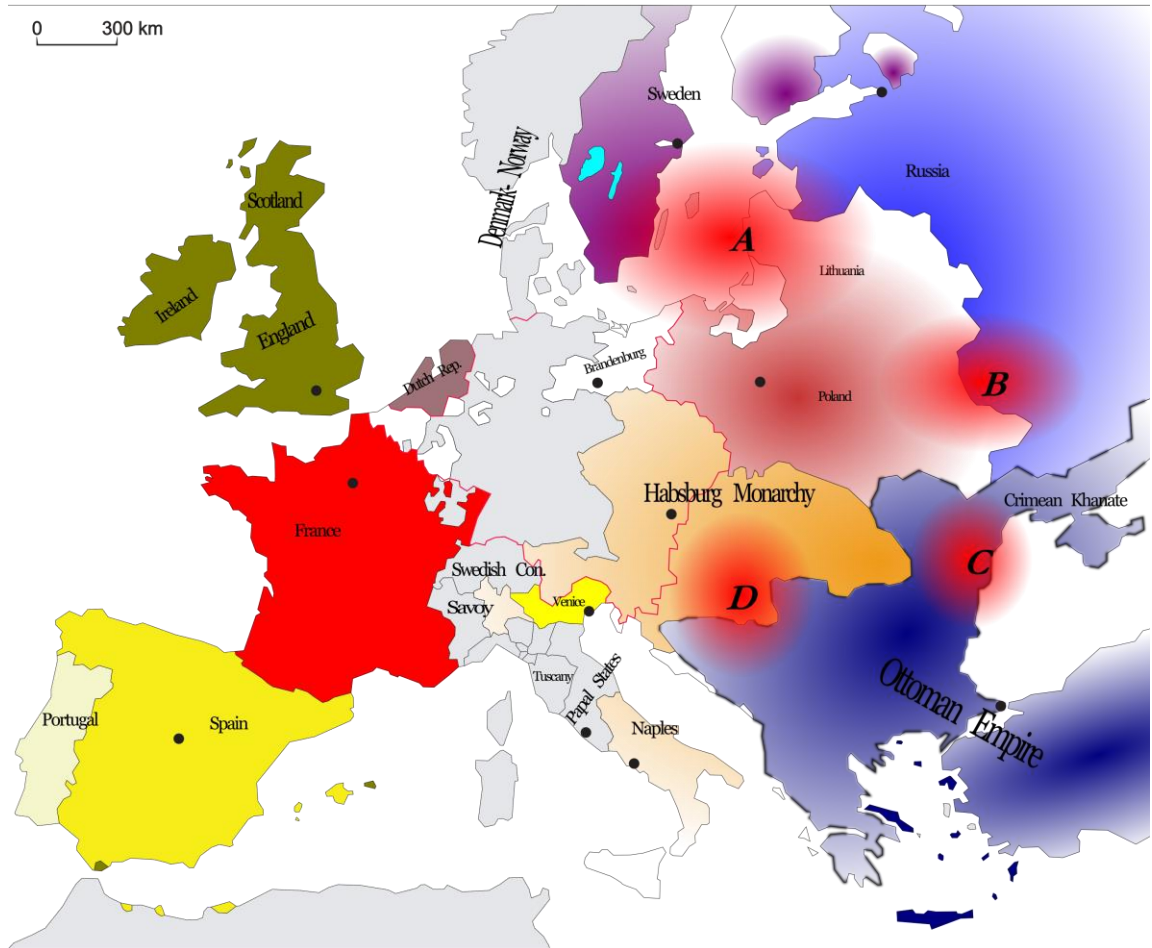 0 300 km
Sweden
Denmark- Norway
Russia
Scotland
A
Lithuania
Ireland
England
Brandenburg
Dutch Rep.
B
Poland
Habsburg Monarchy
Crimean Khanate
France
C
Swedish Con.
D
Venice
Savoy
Tuscany
Papal States
Ottoman Empire
Portugal
Spain
Naples